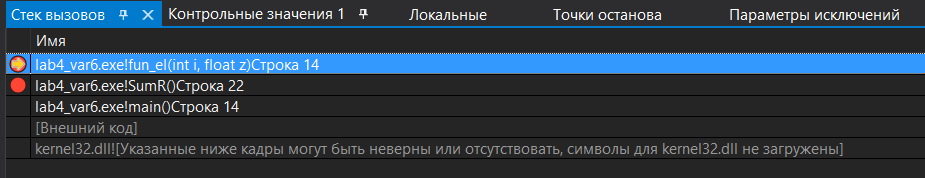 Стек вызовов Контрольные значения 1 Локальные Точки останова Параметры исключений
Имя
lab4_var6.exe!fun_el(int i, float z)Строка 14
lab4_var6.exe!SumR()Строка 22
lab4_var6.exe!main()Строка 14
[Внешний код]
kernel32.dll![Указанные ниже кадры могут быть неверны или отсутствовать, символы для kernel32.dll не загружены]